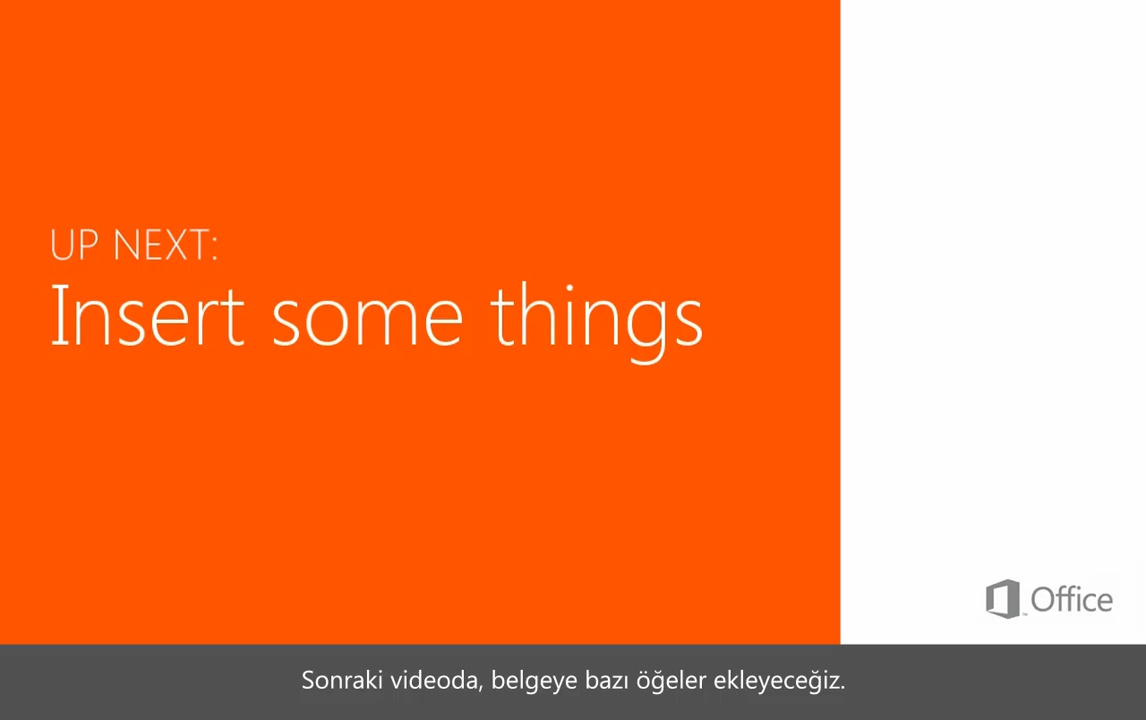 UP NEXT:
Insert some things
Office
Sonraki videoda, belgeye bazı öğeler ekleyeceğiz.